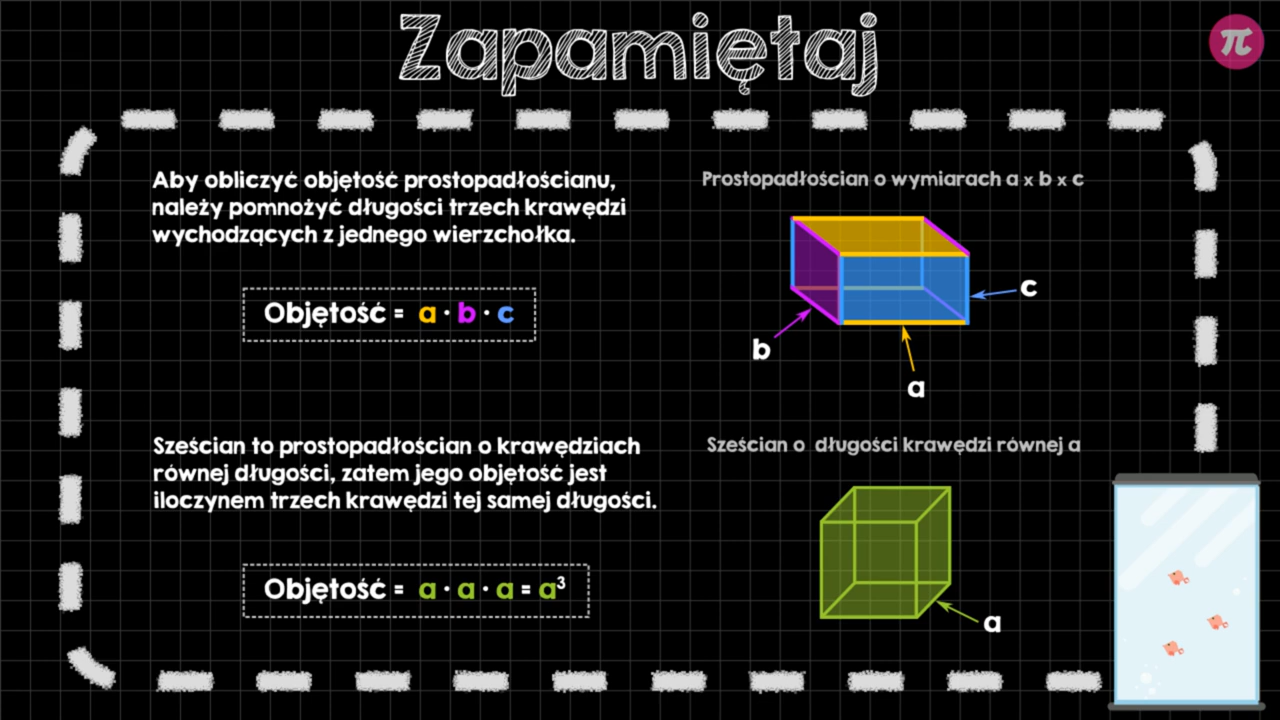 Zapamiętaj
π
Aby obliczyć objętość prostopadłościanu,
należy pomnożyć długości trzech krawędzi
wychodzących z jednego wierzchołka.
Objętość = a · b · c
Prostopadłościan o wymiarach a x b x c
c
b
a
Sześcian to prostopadłościan o krawędziach
równej długości, zatem jego objętość jest
iloczynem trzech krawędzi tej samej długości.
Objętość = a · a · a = a³
Sześcian o długości krawędzi równej a
a